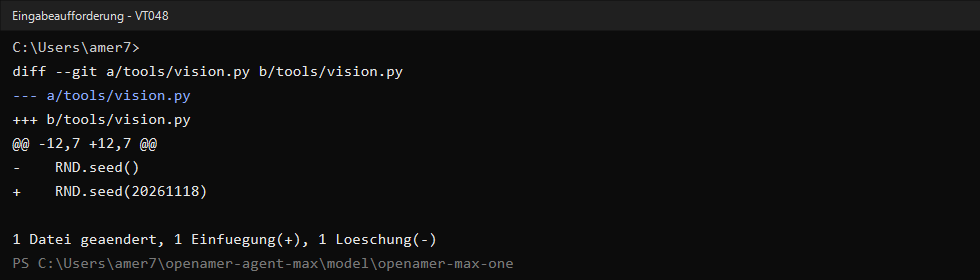 Eingabeaufforderung - VT048
C:\Users\amer7>
diff --git a/tools/vision.py b/tools/vision.py
--- a/tools/vision.py
+++ b/tools/vision.py
@@ -12,7 +12,7 @@
-    RND.seed()
+    RND.seed(20261118)
1 Datei geaendert, 1 Einfuegung(+), 1 Loeschung(-)
PS C:\Users\amer7\openamer-agent-max\model\openamer-max-one